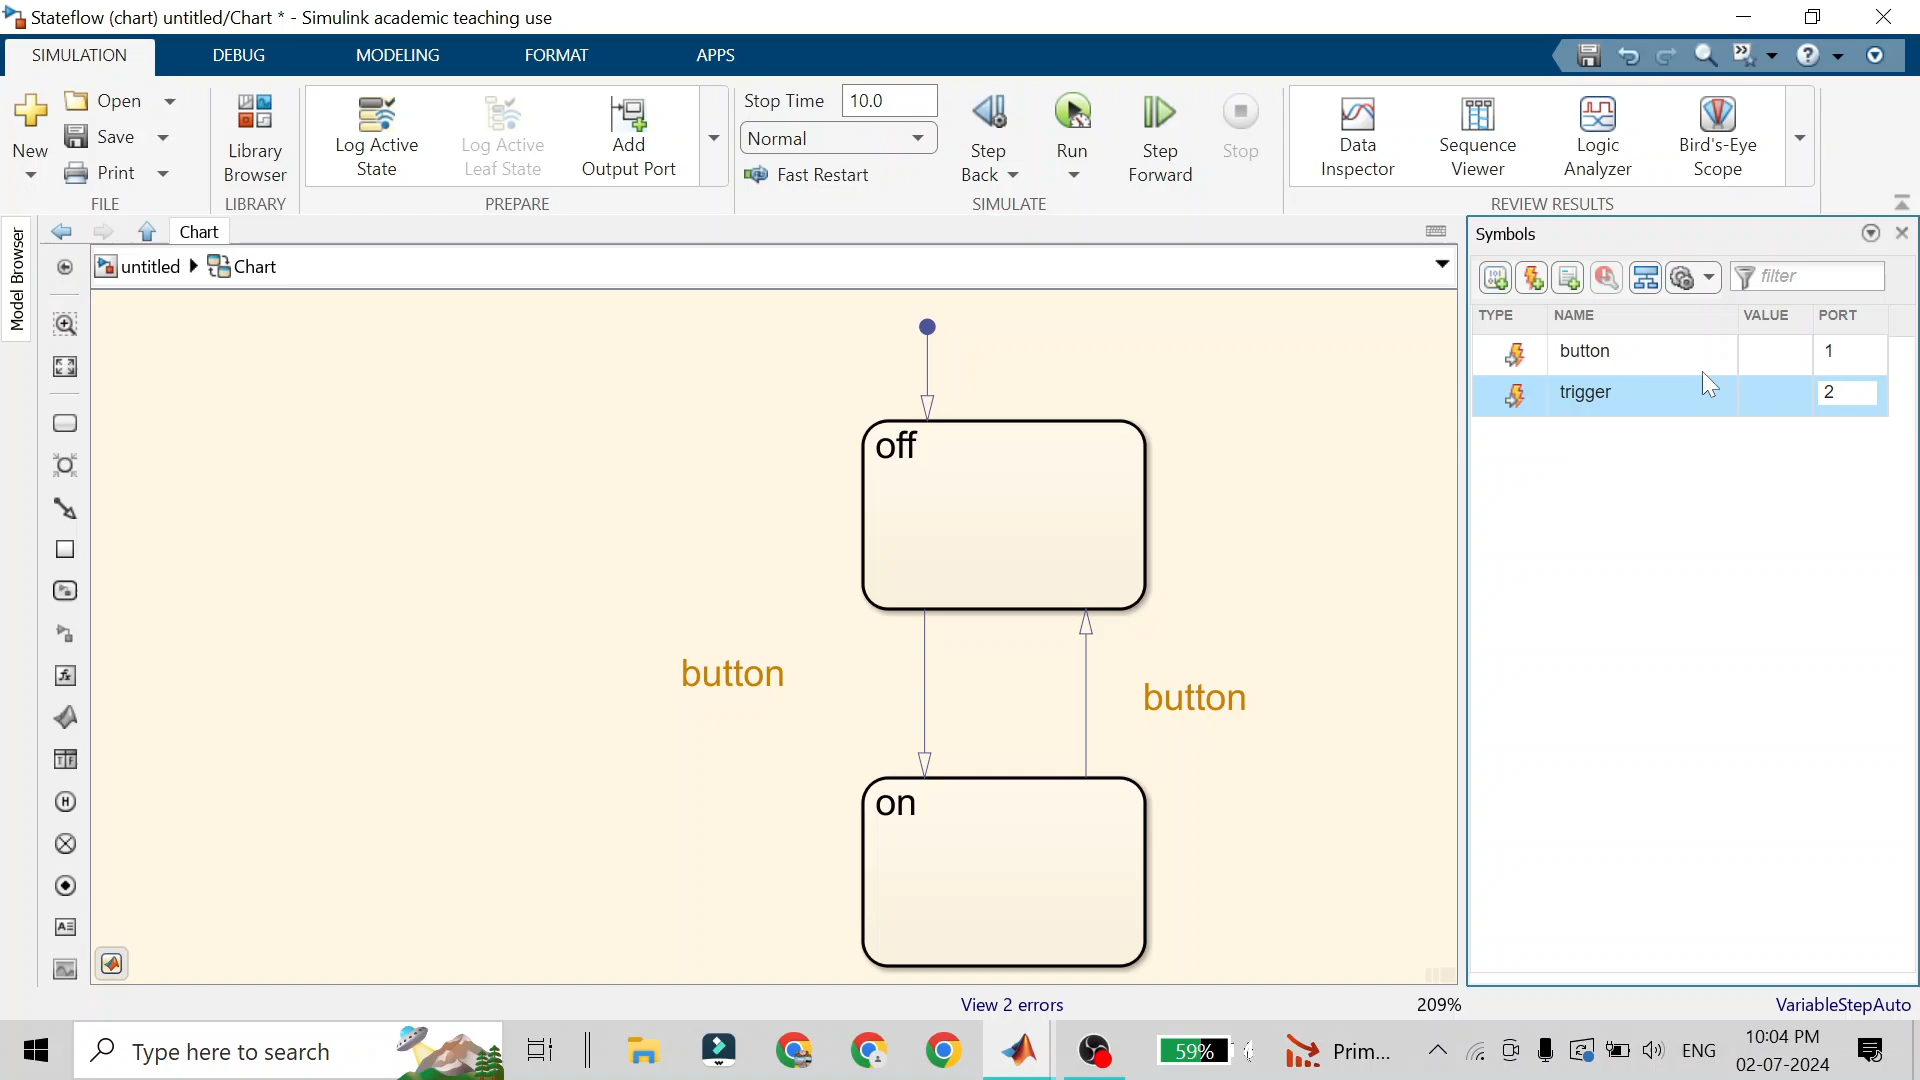 Stateflow (chart) untitled/Chart * - Simulink academic teaching use
SIMULATION DEBUG MODELING FORMAT APPS
New
Open
Save
Print
FILE
Library Browser
LIBRARY
Log Active State
Log Active Leaf State
Add Output Port
PREPARE
Stop Time 10.0
Normal
Fast Restart
Step Back
Run
Step Forward
Stop
SIMULATE
Data Inspector
Sequence Viewer
Logic Analyzer
Bird's-Eye Scope
REVIEW RESULTS
Model Browser
Chart
untitled Chart
off
button
button
on
Symbols
filter
TYPE NAME VALUE PORT
button 1
trigger 2
View 2 errors 209% VariableStepAuto
Type here to search
59%
Prim...
ENG
10:04 PM
02-07-2024